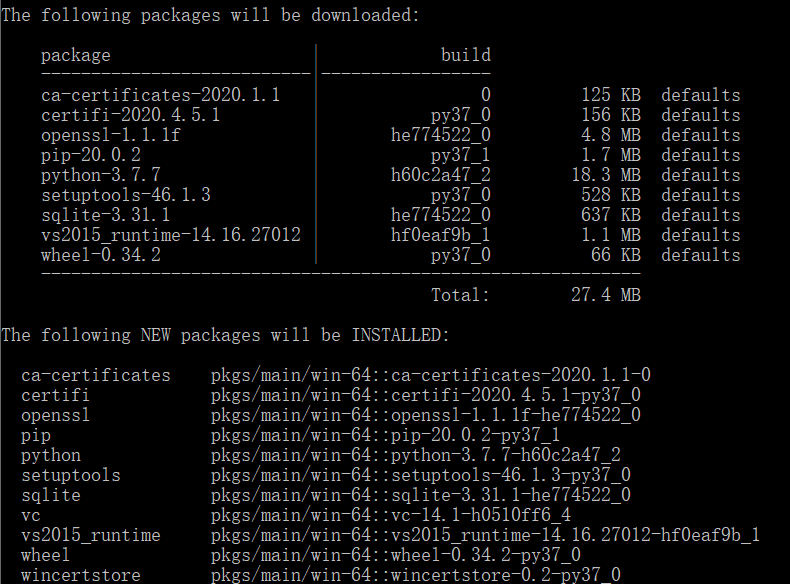 The following packages will be downloaded:
package | build
---------------------------|-----------------
ca-certificates-2020.1.1 | 0 125 KB defaults
certifi-2020.4.5.1 | py37_0 156 KB defaults
openssl-1.1.1f | he774522_0 4.8 MB defaults
pip-20.0.2 | py37_1 1.7 MB defaults
python-3.7.7 | h60c2a47_2 18.3 MB defaults
setuptools-46.1.3 | py37_0 528 KB defaults
sqlite-3.31.1 | he774522_0 637 KB defaults
vs2015_runtime-14.16.27012 | hf0eaf9b_1 1.1 MB defaults
wheel-0.34.2 | py37_0 66 KB defaults
------------------------------------------------------------
Total: 27.4 MB
The following NEW packages will be INSTALLED:
ca-certificates pkgs/main/win-64::ca-certificates-2020.1.1-0
certifi pkgs/main/win-64::certifi-2020.4.5.1-py37_0
openssl pkgs/main/win-64::openssl-1.1.1f-he774522_0
pip pkgs/main/win-64::pip-20.0.2-py37_1
python pkgs/main/win-64::python-3.7.7-h60c2a47_2
setuptools pkgs/main/win-64::setuptools-46.1.3-py37_0
sqlite pkgs/main/win-64::sqlite-3.31.1-he774522_0
vc pkgs/main/win-64::vc-14.1-h0510ff6_4
vs2015_runtime pkgs/main/win-64::vs2015_runtime-14.16.27012-hf0eaf9b_1
wheel pkgs/main/win-64::wheel-0.34.2-py37_0
wincertstore pkgs/main/win-64::wincertstore-0.2-py37_0